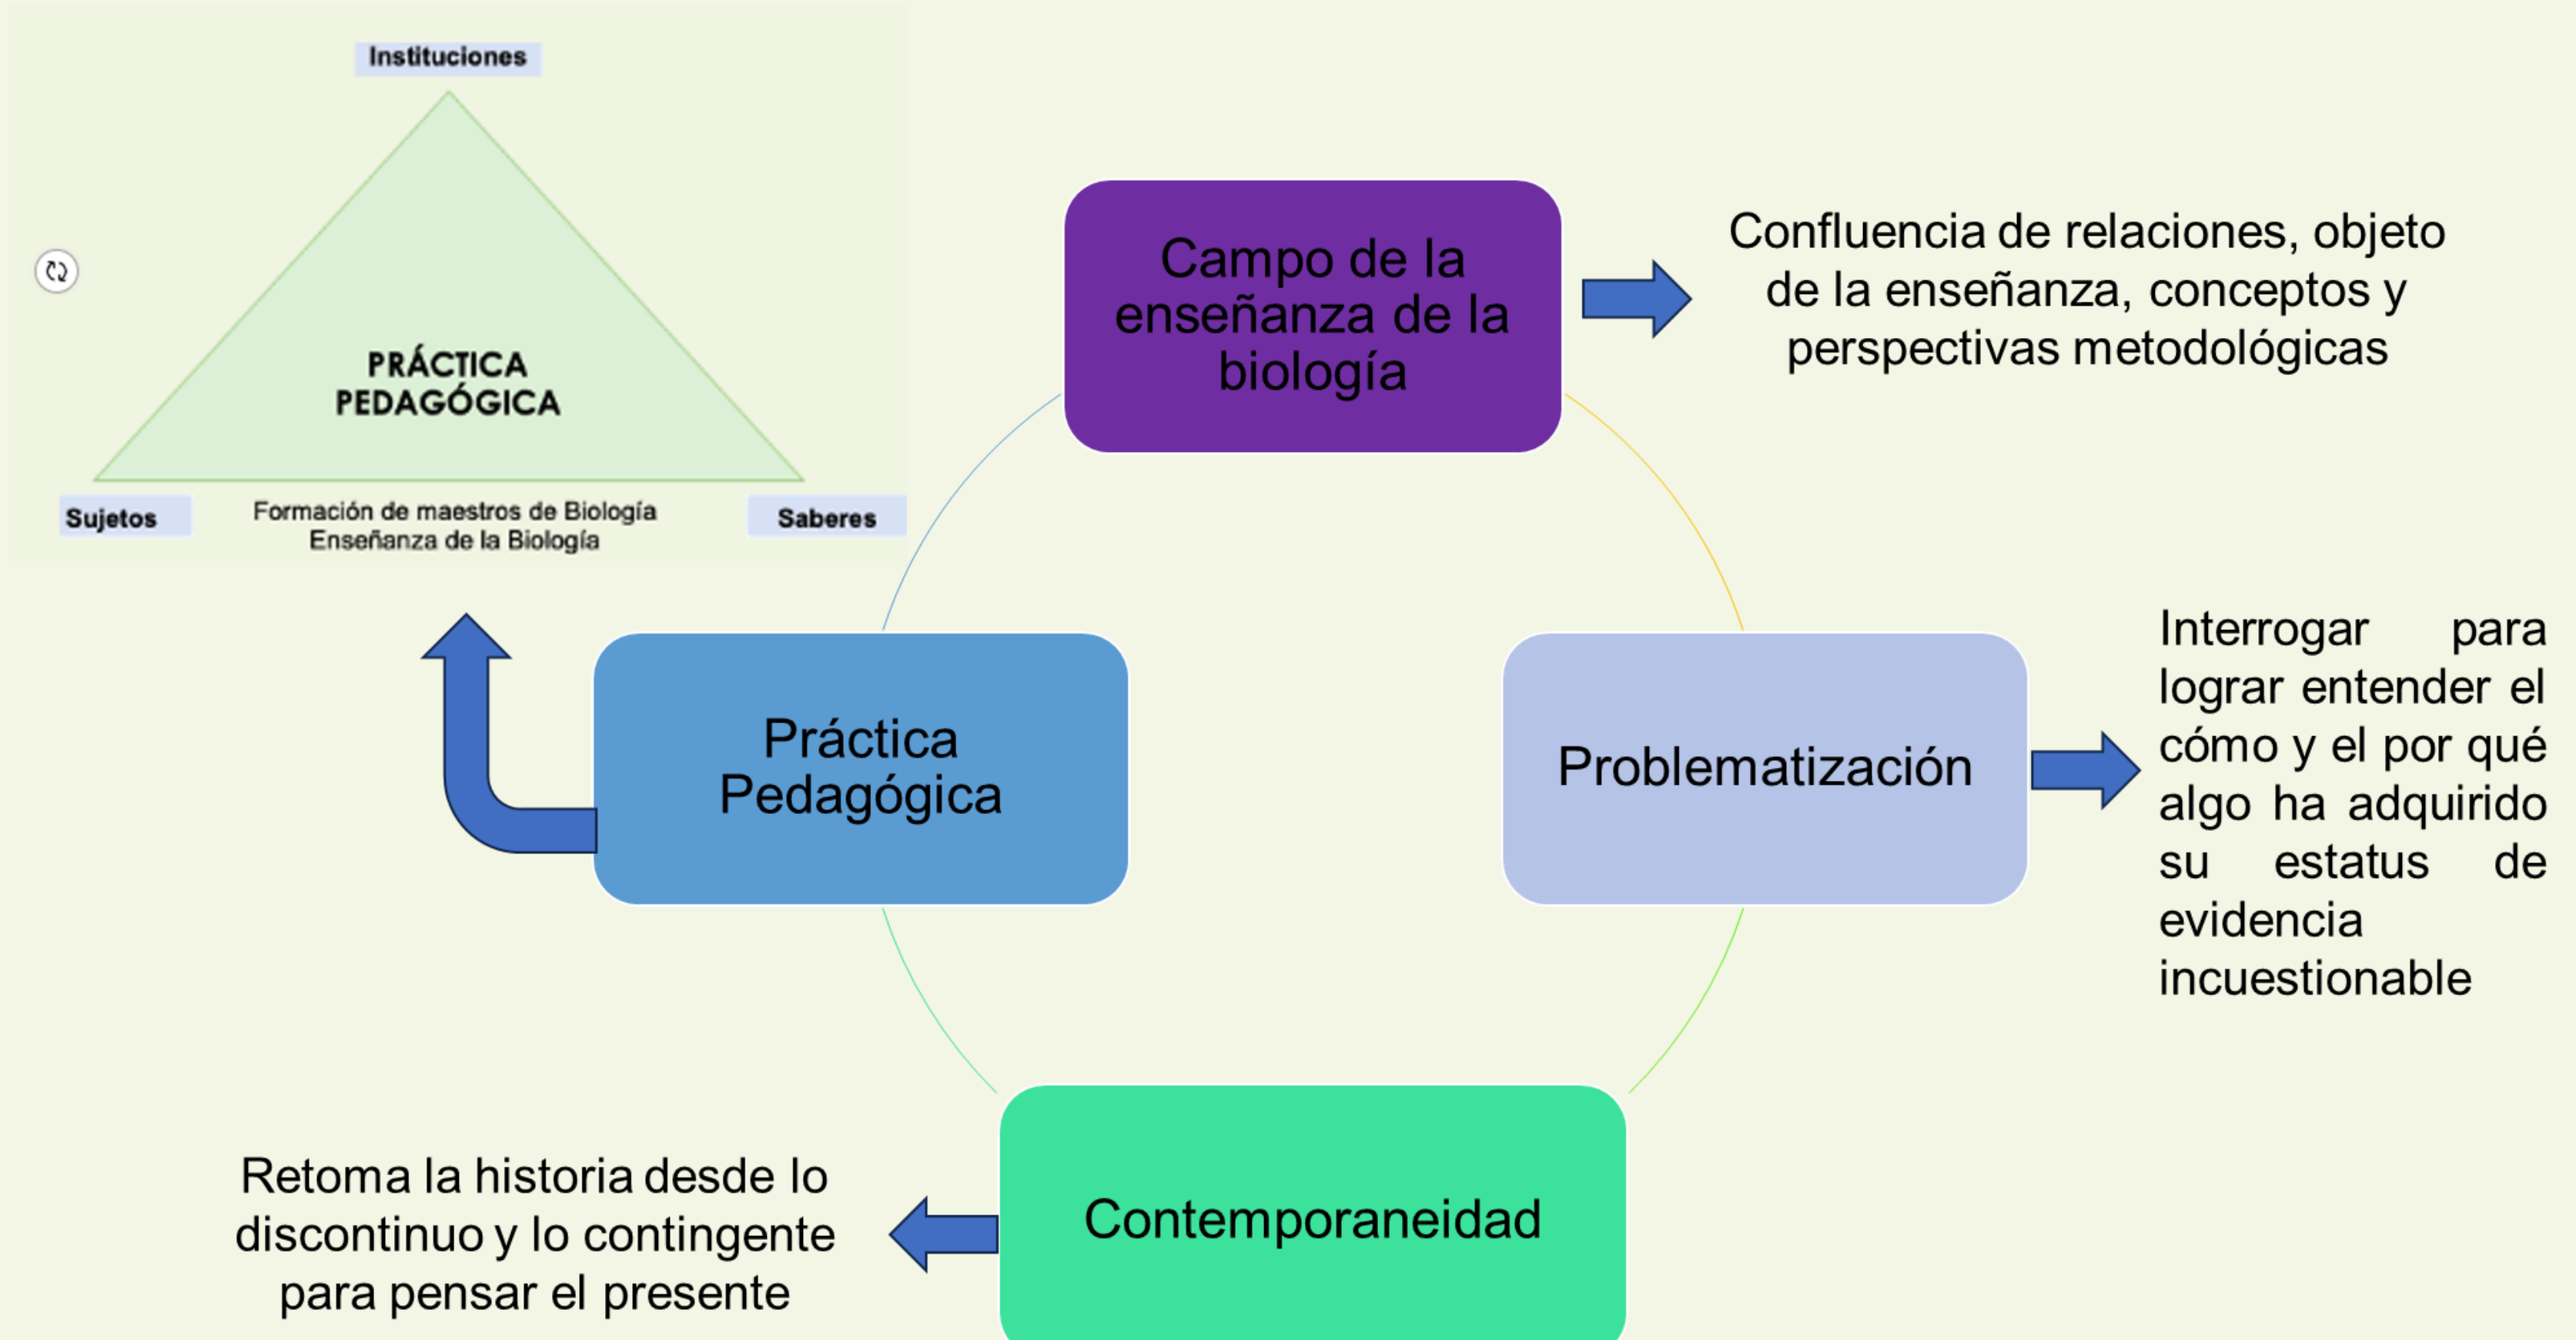 Instituciones
PRÁCTICA
PEDAGÓGICA
Sujetos
Formación de maestros de Biología
Enseñanza de la Biología
Saberes
Campo de la
enseñanza de la
biología
Confluencia de relaciones, objeto
de la enseñanza, conceptos y
perspectivas metodológicas
Práctica
Pedagógica
Problematización
Interrogar para
lograr entender el
cómo y el por qué
algo ha adquirido
su estatus de
evidencia
incuestionable
Contemporaneidad
Retoma la historia desde lo
discontinuo y lo contingente
para pensar el presente